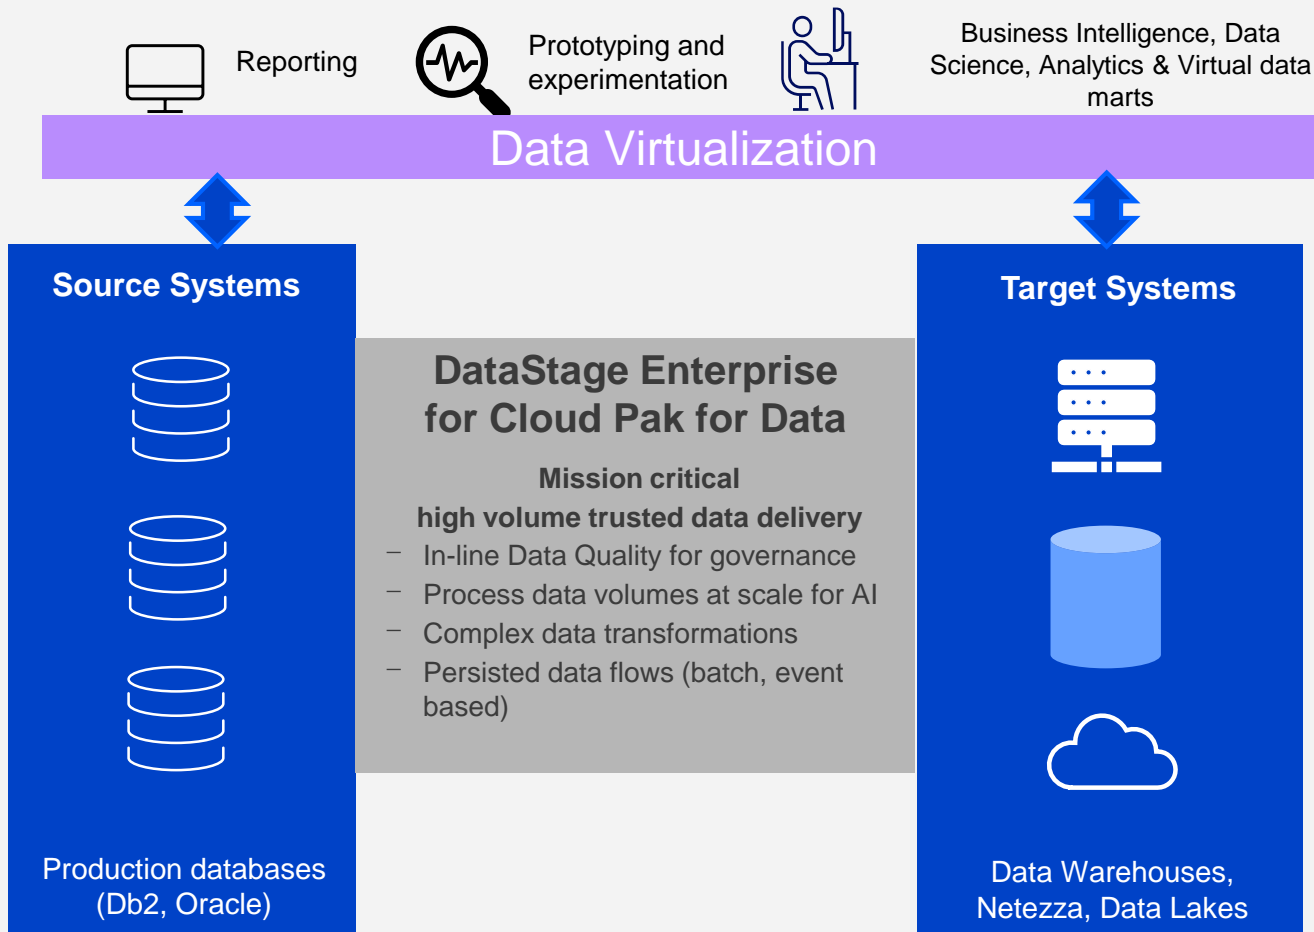 Reporting
Prototyping and
experimentation
Business Intelligence, Data
Science, Analytics & Virtual data
marts
Data Virtualization
Source Systems
Production databases
(Db2, Oracle)
DataStage Enterprise
for Cloud Pak for Data
Mission critical
high volume trusted data delivery
– In-line Data Quality for governance
– Process data volumes at scale for AI
– Complex data transformations
– Persisted data flows (batch, event
based)
Target Systems
Data Warehouses,
Netezza, Data Lakes